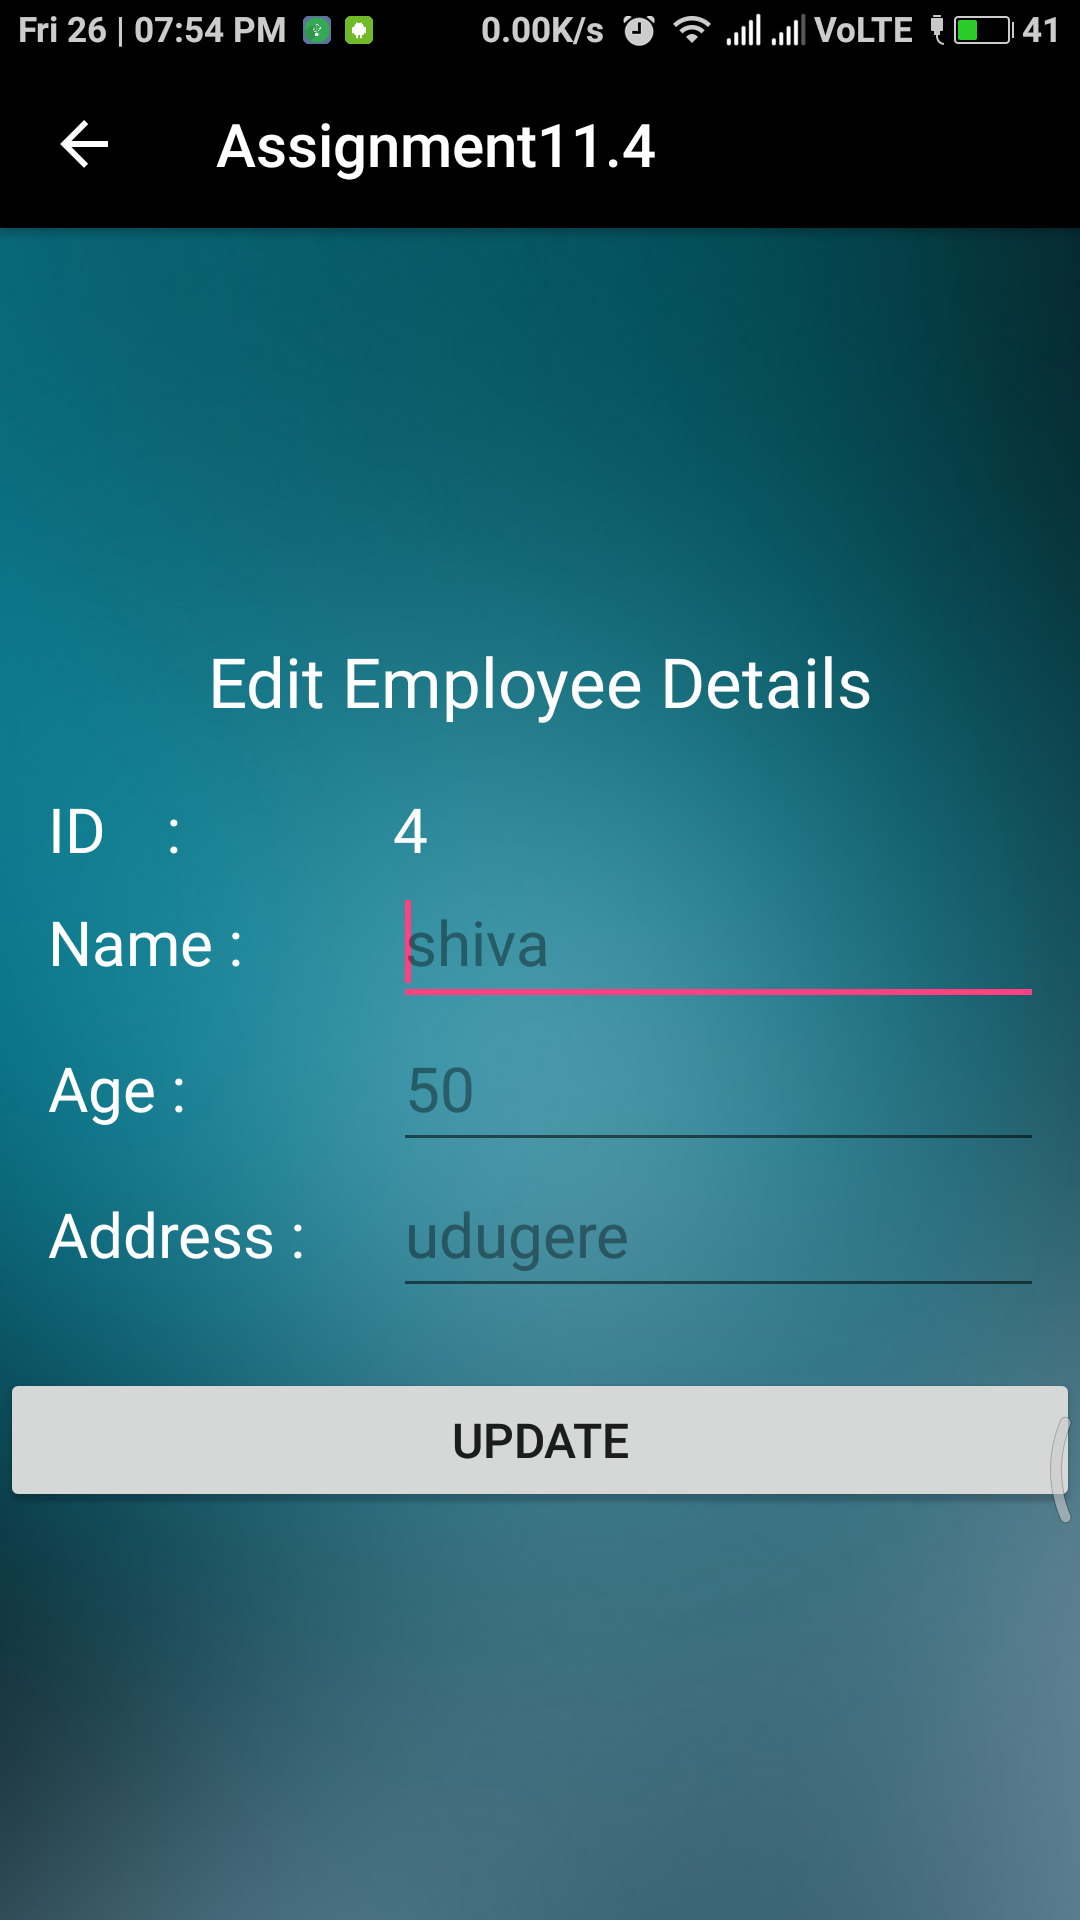 Fri 26 | 07:54 PM 0.00K/s VoLTE 41
Assignment11.4
Edit Employee Details
ID : 4
Name : shiva
Age : 50
Address : udugere
UPDATE